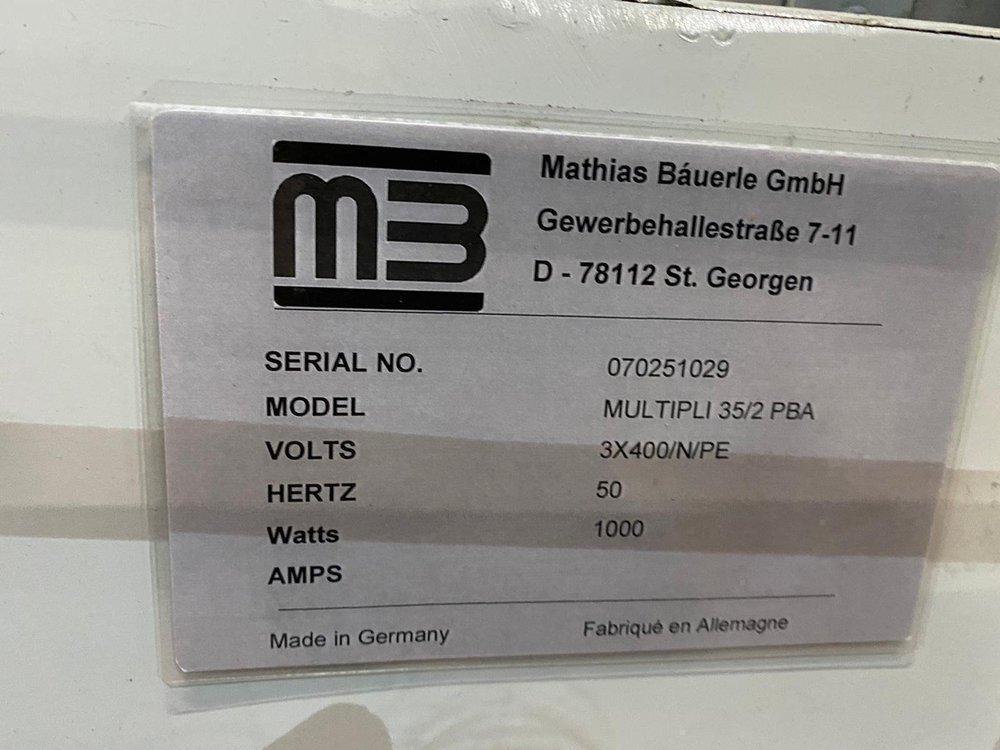 mB
Mathias Báuerle GmbH
Gewerbehallestraße 7-11
D - 78112 St. Georgen
SERIAL NO. 070251029
MODEL MULTIPLI 35/2 PBA
VOLTS 3X400/N/PE
HERTZ 50
Watts 1000
AMPS
Made in Germany Fabriqué en Allemagne